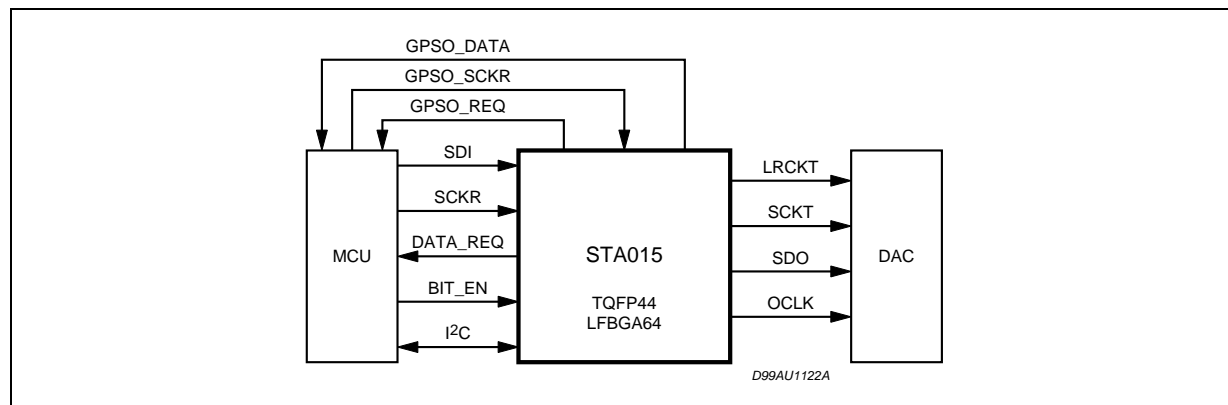 GPSO_DATA
GPSO_SCKR
GPSO_REQ
SDI
SCKR
DATA_REQ
BIT_EN
I²C
MCU
STA015
TQFP44
LFBGA64
LRCKT
SCKT
SDO
OCLK
DAC
D99AU1122A